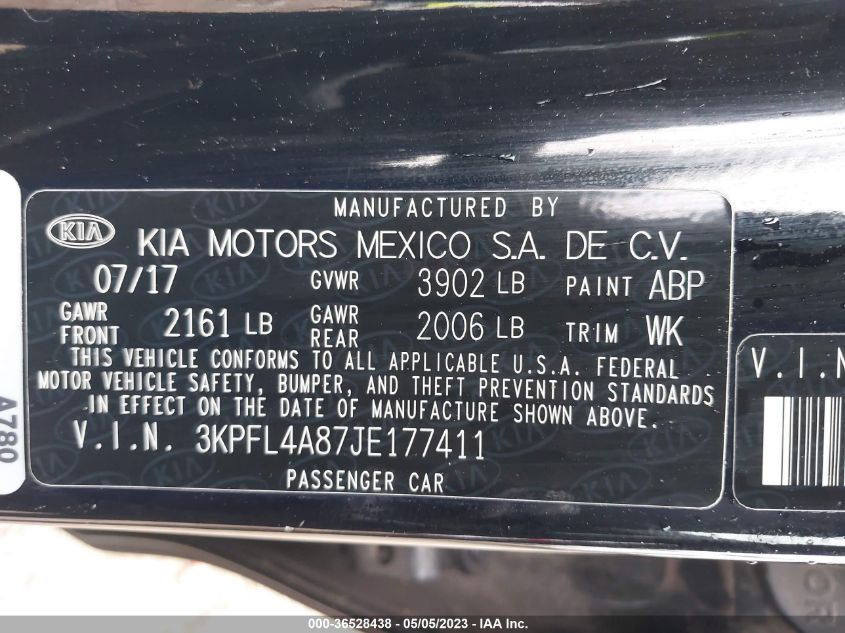 MANUFACTURED BY
KIA KIA MOTORS MEXICO S.A. DE C.V.
07/17 GVWR 3902 LB PAINT ABP
GAWR FRONT 2161 LB GAWR REAR 2006 LB TRIM WK
THIS VEHICLE CONFORMS TO ALL APPLICABLE U.S.A. FEDERAL
MOTOR VEHICLE SAFETY, BUMPER, AND THEFT PREVENTION STANDARDS
IN EFFECT ON THE DATE OF MANUFACTURE SHOWN ABOVE.
V.I.N. 3KPFL4A87JE177411
PASSENGER CAR
V.I.N
A780
000-36528438 - 05/05/2023 - IAA Inc.